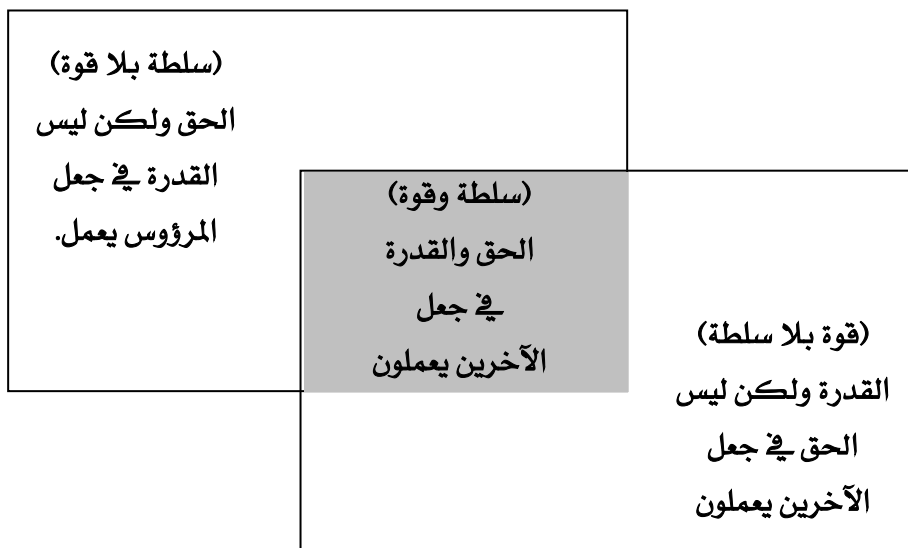 (سلطة بلا قوة)
الحق ولكن ليس
القدرة في جعل
المرؤوس يعمل.
(سلطة وقوة)
الحق والقدرة
في جعل
الآخرين يعملون
(قوة بلا سلطة)
القدرة ولكن ليس
الحق في جعل
الآخرين يعملون